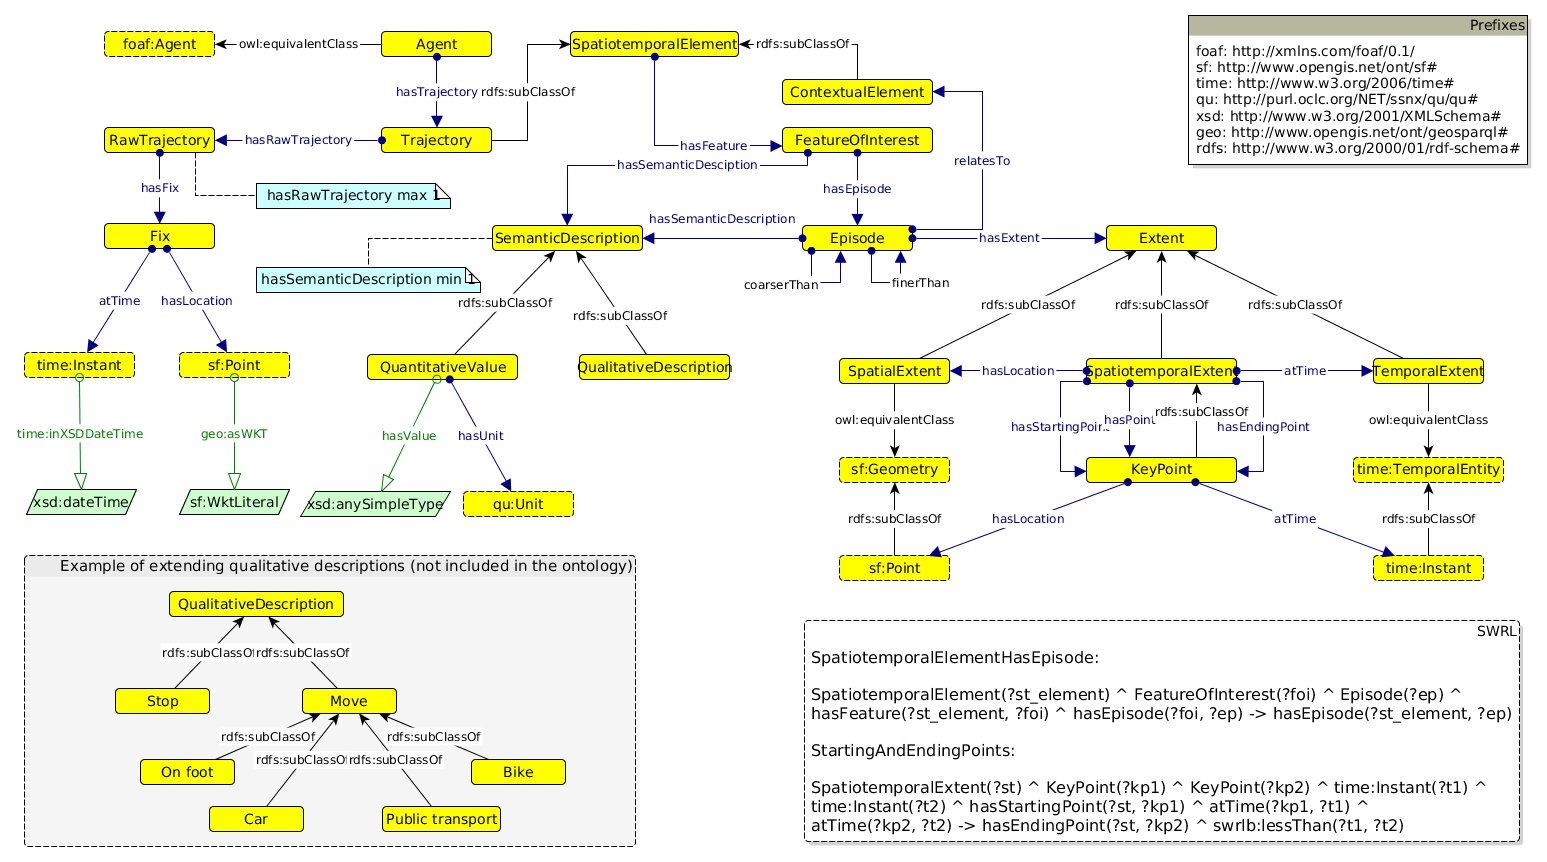 Prefixes
foaf:Agent
owl:equivalentClass
Agent
SpatiotemporalElement
rdfs:subClassOf
foaf: http://xmlns.com/foaf/0.1/
sf: http://www.opengis.net/ont/sf#
time: http://www.w3.org/2006/time#
qu: http://purl.oclc.org/NET/ssnx/qu/qu#
xsd: http://www.w3.org/2001/XMLSchema#
geo: http://www.opengis.net/ont/geosparql#
rdfs: http://www.w3.org/2000/01/rdf-schema#
hasTrajectory
rdfs:subClassOf
ContextualElement
RawTrajectory
hasRawTrajectory
Trajectory
hasFeature
FeatureOfInterest
hasSemanticDesciption
relatesTo
hasFix
hasRawTrajectory max 1
hasEpisode
hasSemanticDescription
Fix
SemanticDescription
Episode
hasExtent
Extent
hasSemanticDescription min 1
coarserThan
finerThan
atTime
hasLocation
rdfs:subClassOf
rdfs:subClassOf
rdfs:subClassOf
rdfs:subClassOf
rdfs:subClassOf
time:Instant
sf:Point
QuantitativeValue
QualitativeDescription
SpatialExtent
hasLocation
SpatiotemporalExtent
atTime
TemporalExtent
time:inXSDDateTime
geo:asWKT
hasValue
hasUnit
owl:equivalentClass
hasStartingPoint
hasPoint
rdfs:subClassOf
hasEndingPoint
owl:equivalentClass
sf:Geometry
KeyPoint
time:TemporalEntity
xsd:dateTime
sf:WktLiteral
xsd:anySimpleType
qu:Unit
rdfs:subClassOf
hasLocation
atTime
rdfs:subClassOf
sf:Point
time:Instant
Example of extending qualitative descriptions (not included in the ontology)
QualitativeDescription
rdfs:subClassOf
rdfs:subClassOf
Stop
Move
rdfs:subClassOf
rdfs:subClassOf
rdfs:subClassOf
rdfs:subClassOf
On foot
Bike
Car
Public transport
SWRL
SpatiotemporalElementHasEpisode:
SpatiotemporalElement(?st_element) ^ FeatureOfInterest(?foi) ^ Episode(?ep) ^
hasFeature(?st_element, ?foi) ^ hasEpisode(?foi, ?ep) -> hasEpisode(?st_element, ?ep)
StartingAndEndingPoints:
SpatiotemporalExtent(?st) ^ KeyPoint(?kp1) ^ KeyPoint(?kp2) ^ time:Instant(?t1) ^
time:Instant(?t2) ^ hasStartingPoint(?st, ?kp1) ^ atTime(?kp1, ?t1) ^
atTime(?kp2, ?t2) -> hasEndingPoint(?st, ?kp2) ^ swrlb:lessThan(?t1, ?t2)